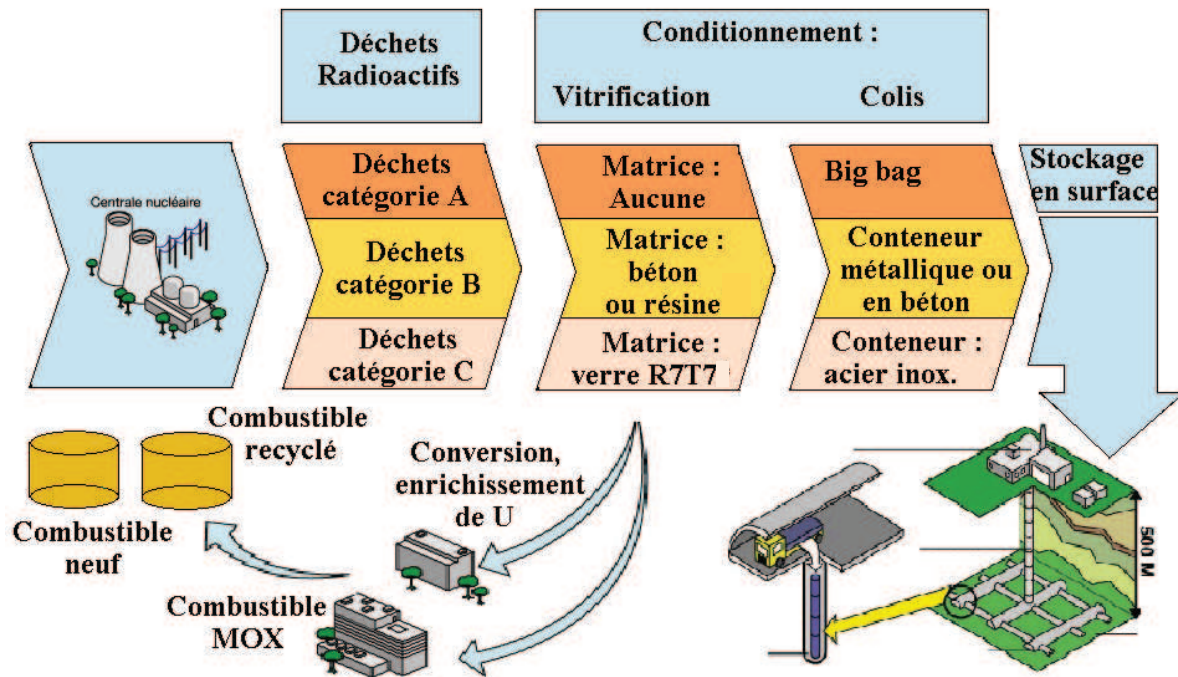 Déchets
Radioactifs
Conditionnement :
Vitrification
Colis
Centrale nucléaire
Déchets
catégorie A
Matrice :
Aucune
Big bag
Stockage
en surface
Déchets
catégorie B
Matrice :
béton
ou résine
Conteneur
métallique ou
en béton
Déchets
catégorie C
Matrice :
verre R7T7
Conteneur :
acier inox.
Combustible
recyclé
Combustible
neuf
Conversion,
enrichissement
de U
Combustible
MOX
500 M